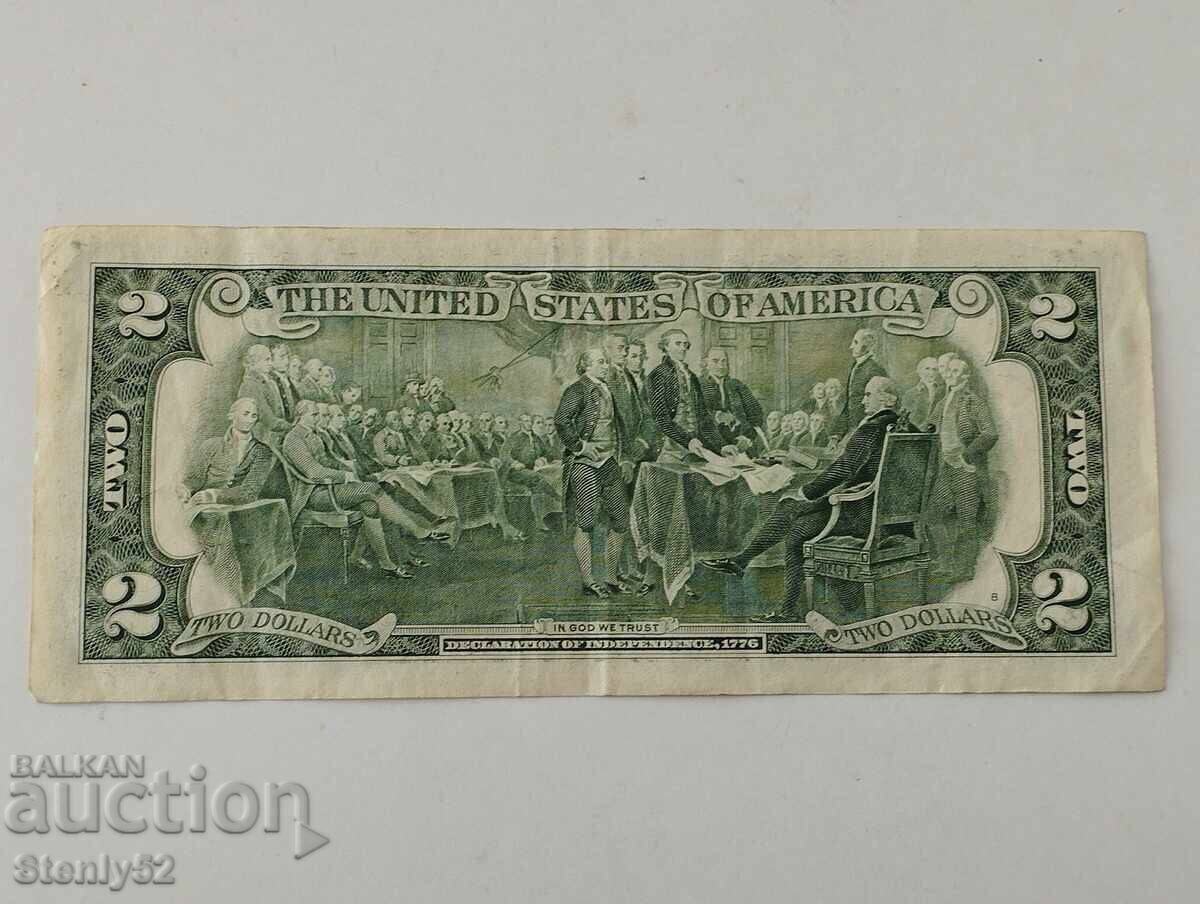 THE UNITED STATES OF AMERICA
2
2
TWO
TWO
2
2
TWO DOLLARS
TWO DOLLARS
8
IN GOD WE TRUST
DECLARATION OF INDEPENDENCE, 1776
BALKAN
auction
Stenly52